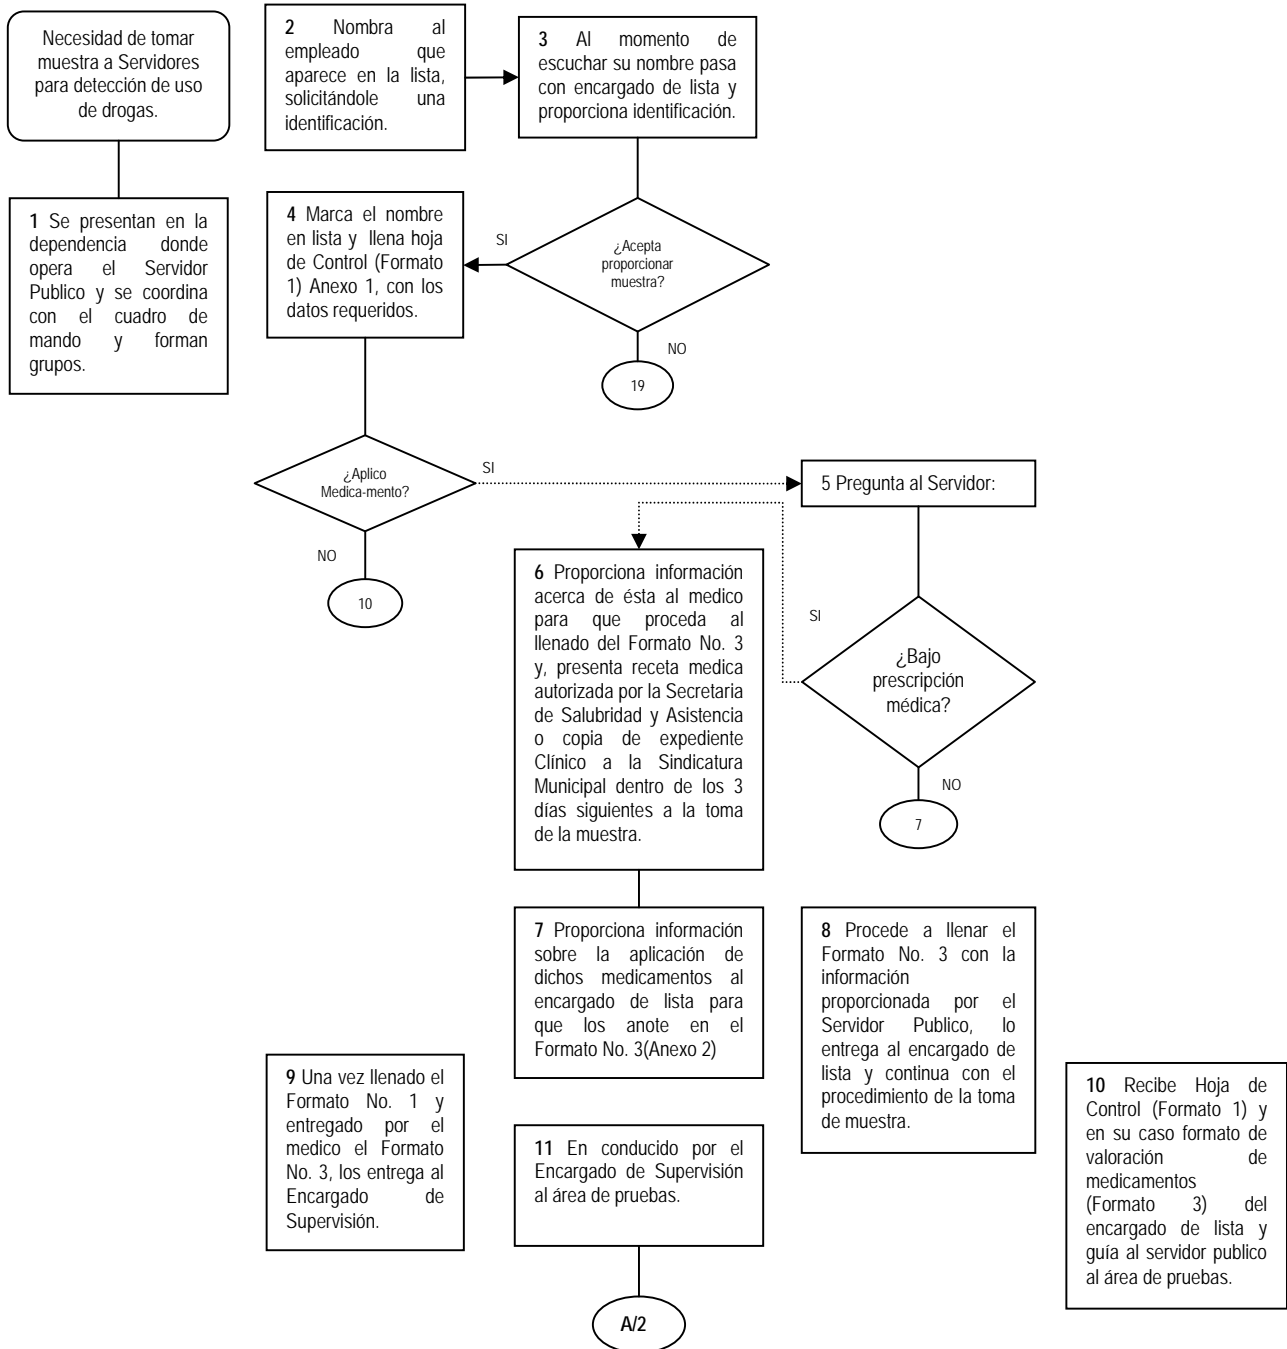 Necesidad de tomar
muestra a Servidores
para detección de uso
de drogas.
1 Se presentan en la
dependencia donde
opera el Servidor
Publico y se coordina
con el cuadro de
mando y forman
grupos.
2 Nombra al
empleado que
aparece en la lista,
solicitándole una
identificación.
3 Al momento de
escuchar su nombre pasa
con encargado de lista y
proporciona identificación.
¿Acepta
proporcionar
muestra?
SI
NO
19
4 Marca el nombre
en lista y llena hoja
de Control (Formato
1) Anexo 1, con los
datos requeridos.
¿Aplico
Medica-mento?
SI
NO
10
5 Pregunta al Servidor:
¿Bajo
prescripción
médica?
SI
NO
7
6 Proporciona información
acerca de ésta al medico
para que proceda al
llenado del Formato No. 3
y, presenta receta medica
autorizada por la Secretaria
de Salubridad y Asistencia
o copia de expediente
Clínico a la Sindicatura
Municipal dentro de los 3
días siguientes a la toma
de la muestra.
7 Proporciona información
sobre la aplicación de
dichos medicamentos al
encargado de lista para
que los anote en el
Formato No. 3(Anexo 2)
8 Procede a llenar el
Formato No. 3 con la
información
proporcionada por el
Servidor Publico, lo
entrega al encargado de
lista y continua con el
procedimiento de la toma
de muestra.
9 Una vez llenado el
Formato No. 1 y
entregado por el
medico el Formato
No. 3, los entrega al
Encargado de
Supervisión.
10 Recibe Hoja de
Control (Formato 1) y
en su caso formato de
valoración de
medicamentos
(Formato 3) del
encargado de lista y
guía al servidor publico
al área de pruebas.
11 En conducido por el
Encargado de Supervisión
al área de pruebas.
A/2